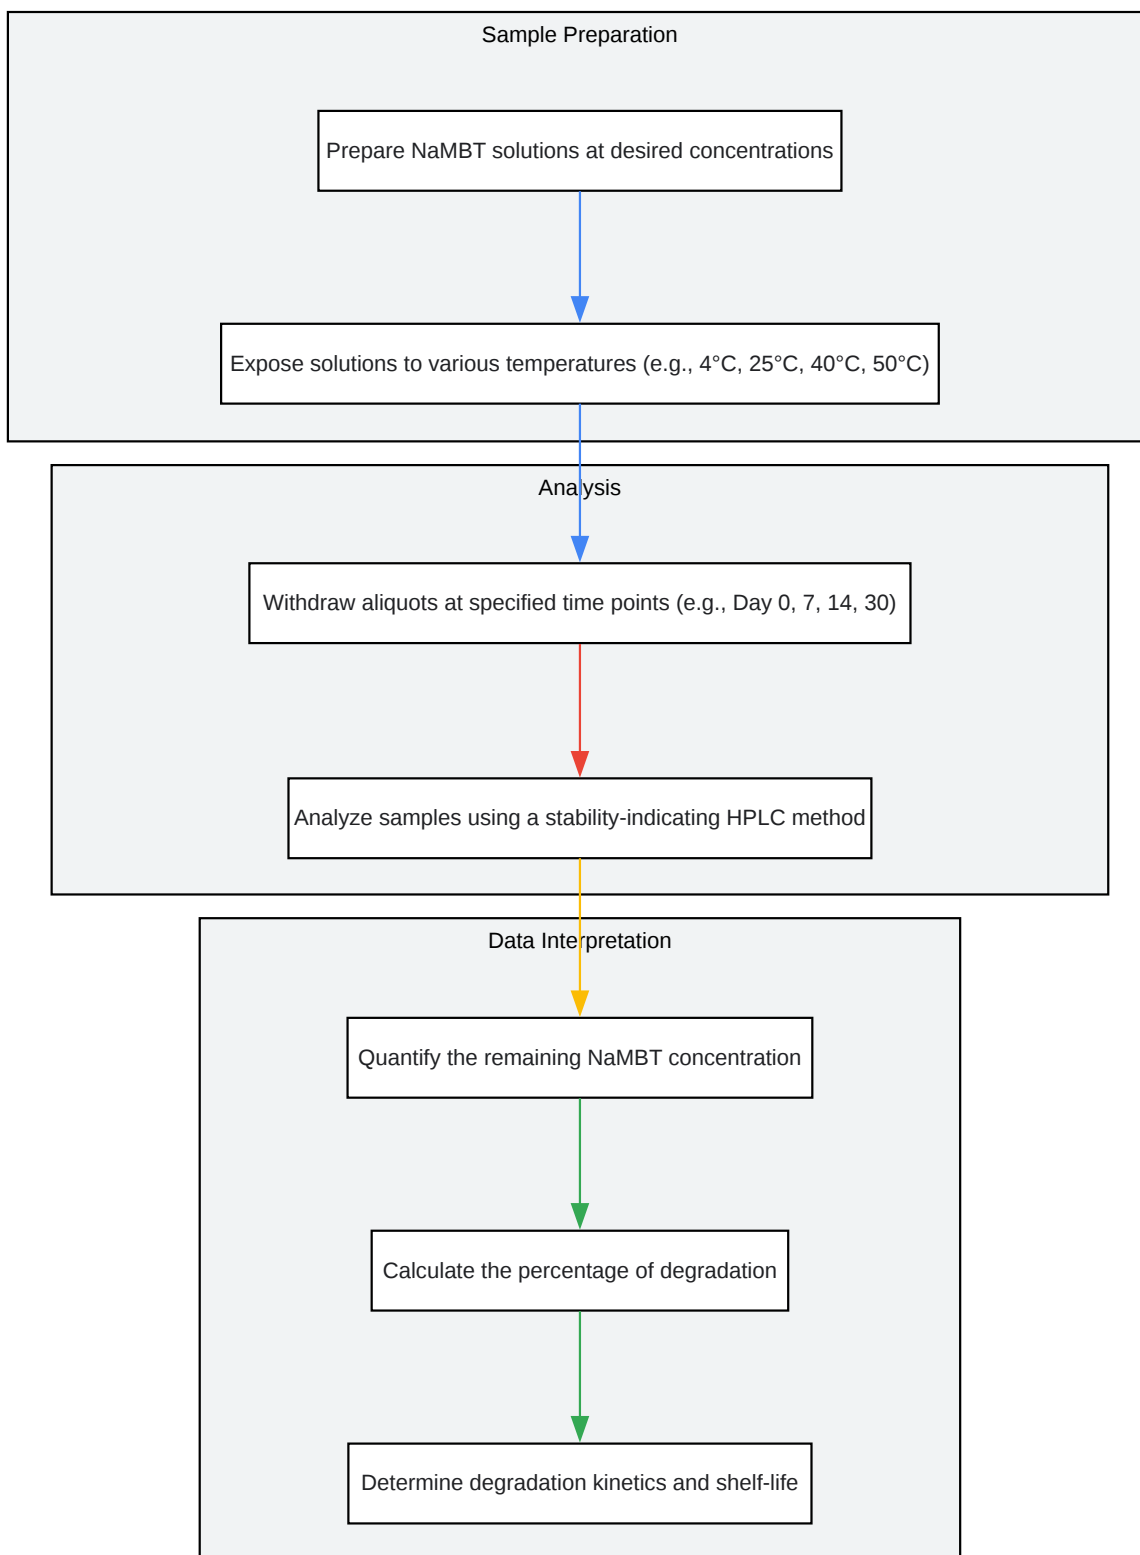 Sample Preparation
Prepare NaMBT solutions at desired concentrations
Expose solutions to various temperatures (e.g., 4°C, 25°C, 40°C, 50°C)
Analysis
Withdraw aliquots at specified time points (e.g., Day 0, 7, 14, 30)
Analyze samples using a stability-indicating HPLC method
Data Interpretation
Quantify the remaining NaMBT concentration
Calculate the percentage of degradation
Determine degradation kinetics and shelf-life